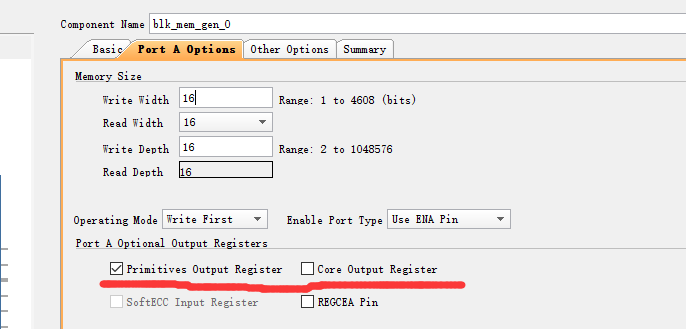 Component Name blk_mem_gen_0
Basic Port A Options Other Options Summary
Memory Size
Write Width 16 Range: 1 to 4608 (bits)
Read Width 16
Write Depth 16 Range: 2 to 1048576
Read Depth 16
Operating Mode Write First Enable Port Type Use ENA Pin
Port A Optional Output Registers
Primitives Output Register Core Output Register
SoftECC Input Register REGCEA Pin